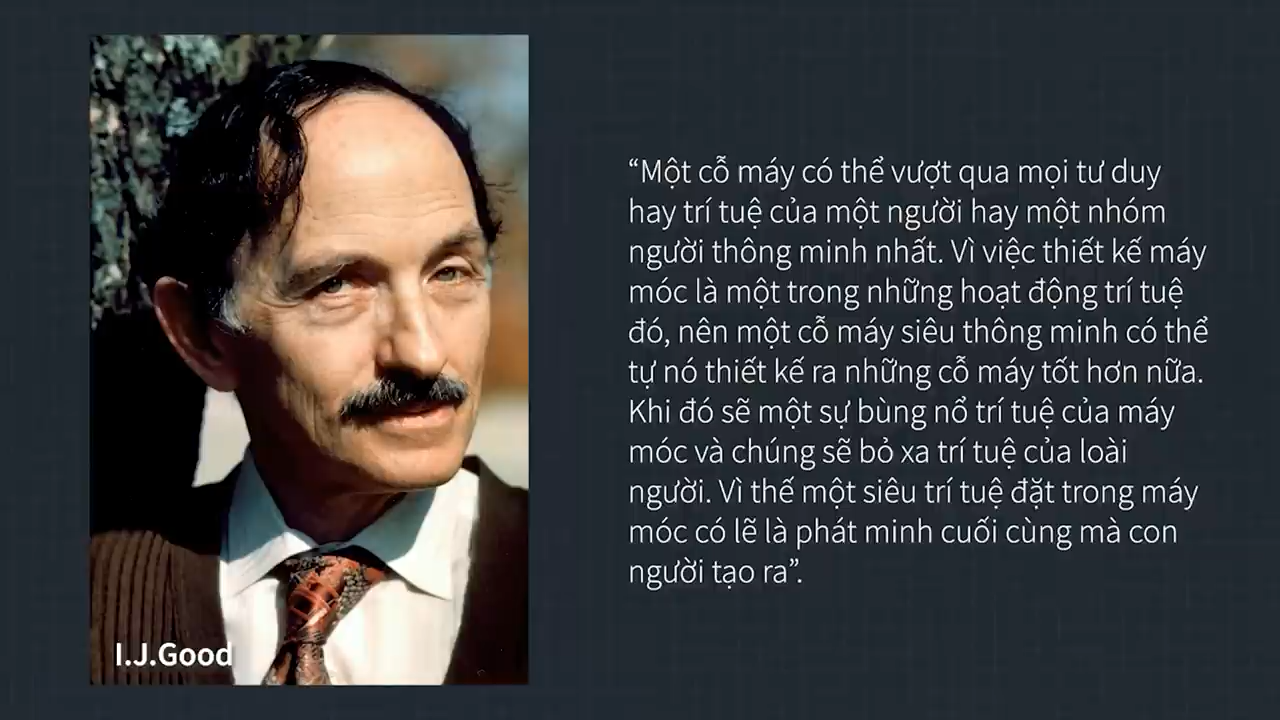 “Một cỗ máy có thể vượt qua mọi tư duy
hay trí tuệ của một người hay một nhóm
người thông minh nhất. Vì việc thiết kế máy
móc là một trong những hoạt động trí tuệ
đó, nên một cỗ máy siêu thông minh có thể
tự nó thiết kế ra những cỗ máy tốt hơn nữa.
Khi đó sẽ một sự bùng nổ trí tuệ của máy
móc và chúng sẽ bỏ xa trí tuệ của loài
người. Vì thế một siêu trí tuệ đặt trong máy
móc có lẽ là phát minh cuối cùng mà con
người tạo ra”.
I.J.Good